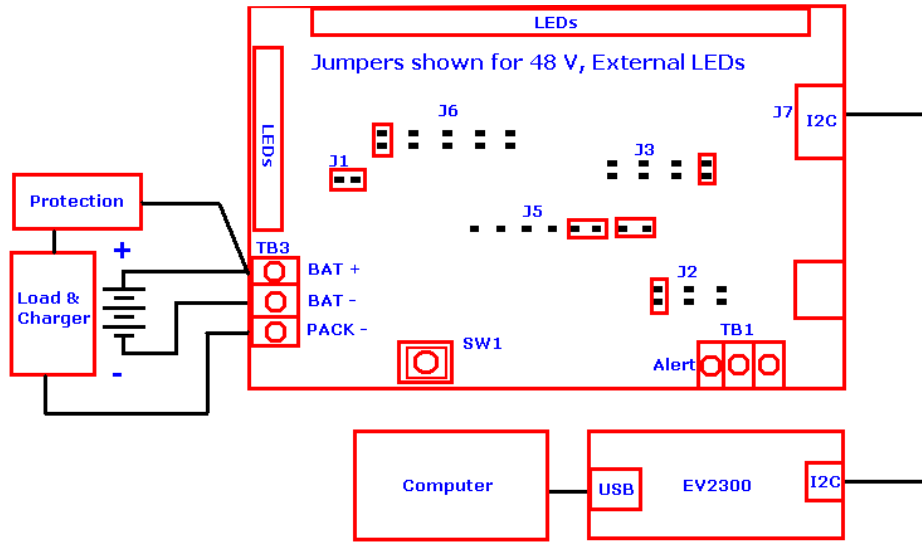 LEDs
Jumpers shown for 48 V, External LEDs
LEDs
J6
J7
I2C
J1
J3
Protection
J5
+
TB3
BAT +
J2
Load &
Charger
BAT -
PACK -
TB1
SW1
-
Alert
Computer
USB
EV2300
I2C